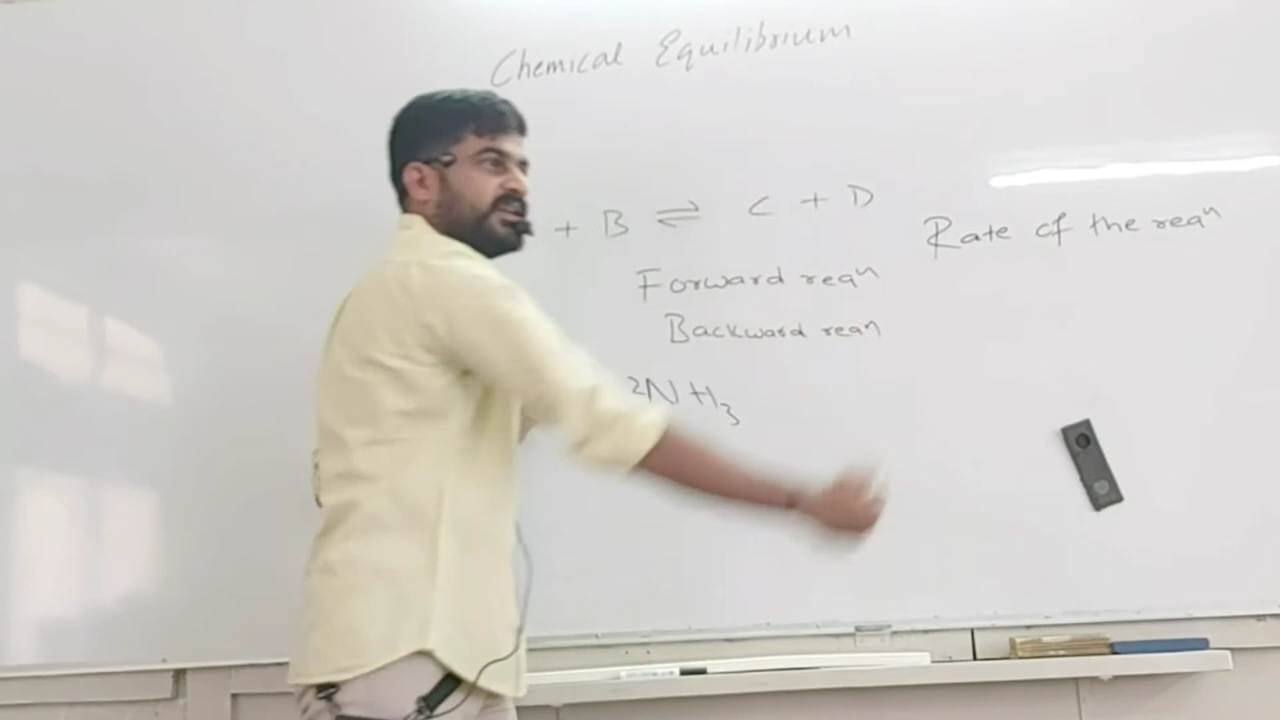 Chemical Equilibrium
+ B ⇌ C + D
Rate of the reaⁿ
Forward reaⁿ
Backward reaⁿ
2NH₃